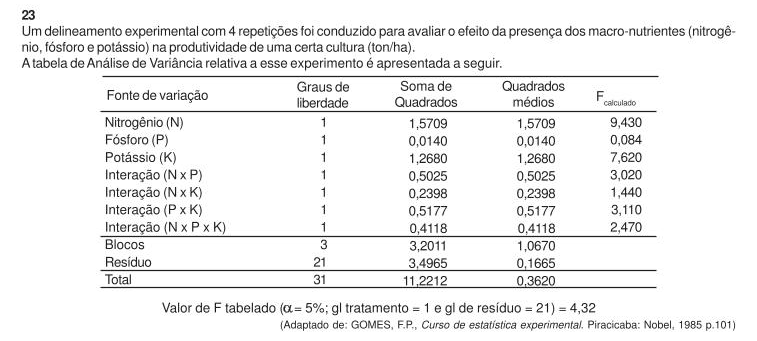 23
Um delineamento experimental com 4 repetições foi conduzido para avaliar o efeito da presença dos macro-nutrientes (nitrogê-
nio, fósforo e potássio) na produtividade de uma certa cultura (ton/ha).
A tabela de Análise de Variância relativa a esse experimento é apresentada a seguir.
Fonte de variação Graus de liberdade Soma de Quadrados Quadrados médios Fcalculado
Nitrogênio (N) 1 1,5709 1,5709 9,430
Fósforo (P) 1 0,0140 0,0140 0,084
Potássio (K) 1 1,2680 1,2680 7,620
Interação (N x P) 1 0,5025 0,5025 3,020
Interação (N x K) 1 0,2398 0,2398 1,440
Interação (P x K) 1 0,5177 0,5177 3,110
Interação (N x P x K) 1 0,4118 0,4118 2,470
Blocos 3 3,2011 1,0670
Resíduo 21 3,4965 0,1665
Total 31 11,2212 0,3620
Valor de F tabelado (α = 5%; gl tratamento = 1 e gl de resíduo = 21) = 4,32
(Adaptado de: GOMES, F.P., Curso de estatística experimental. Piracicaba: Nobel, 1985 p.101)